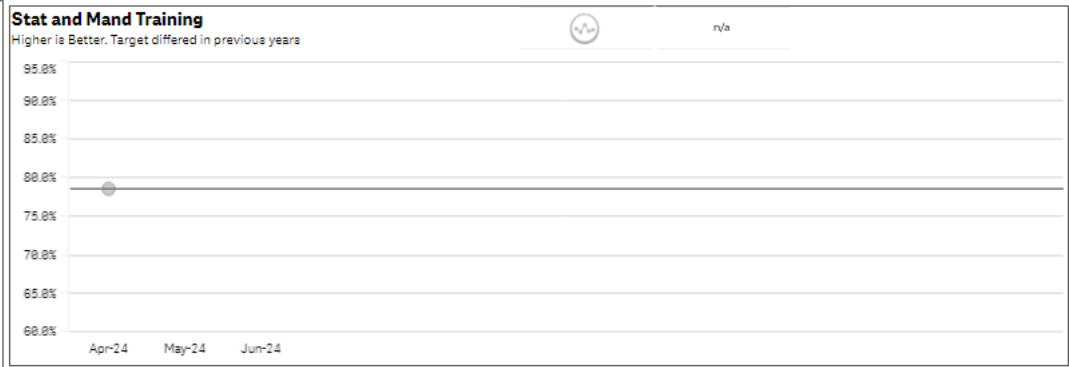 Stat and Mand Training
Higher is Better. Target differed in previous years
n/a
95.0%
90.0%
85.0%
80.0%
75.0%
70.0%
65.0%
60.0%
Apr-24 May-24 Jun-24